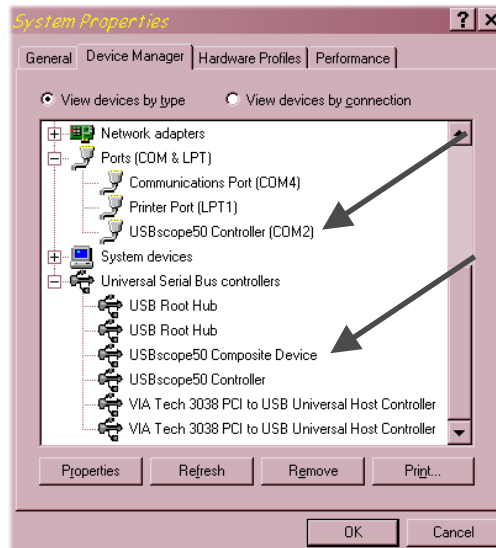 System Properties
General Device Manager Hardware Profiles Performance
View devices by type View devices by connection
Network adapters
Ports (COM & LPT)
Communications Port (COM4)
Printer Port (LPT1)
USBscope50 Controller (COM2)
System devices
Universal Serial Bus controllers
USB Root Hub
USB Root Hub
USBscope50 Composite Device
USBscope50 Controller
VIA Tech 3038 PCI to USB Universal Host Controller
VIA Tech 3038 PCI to USB Universal Host Controller
Properties Refresh Remove Print...
OK Cancel